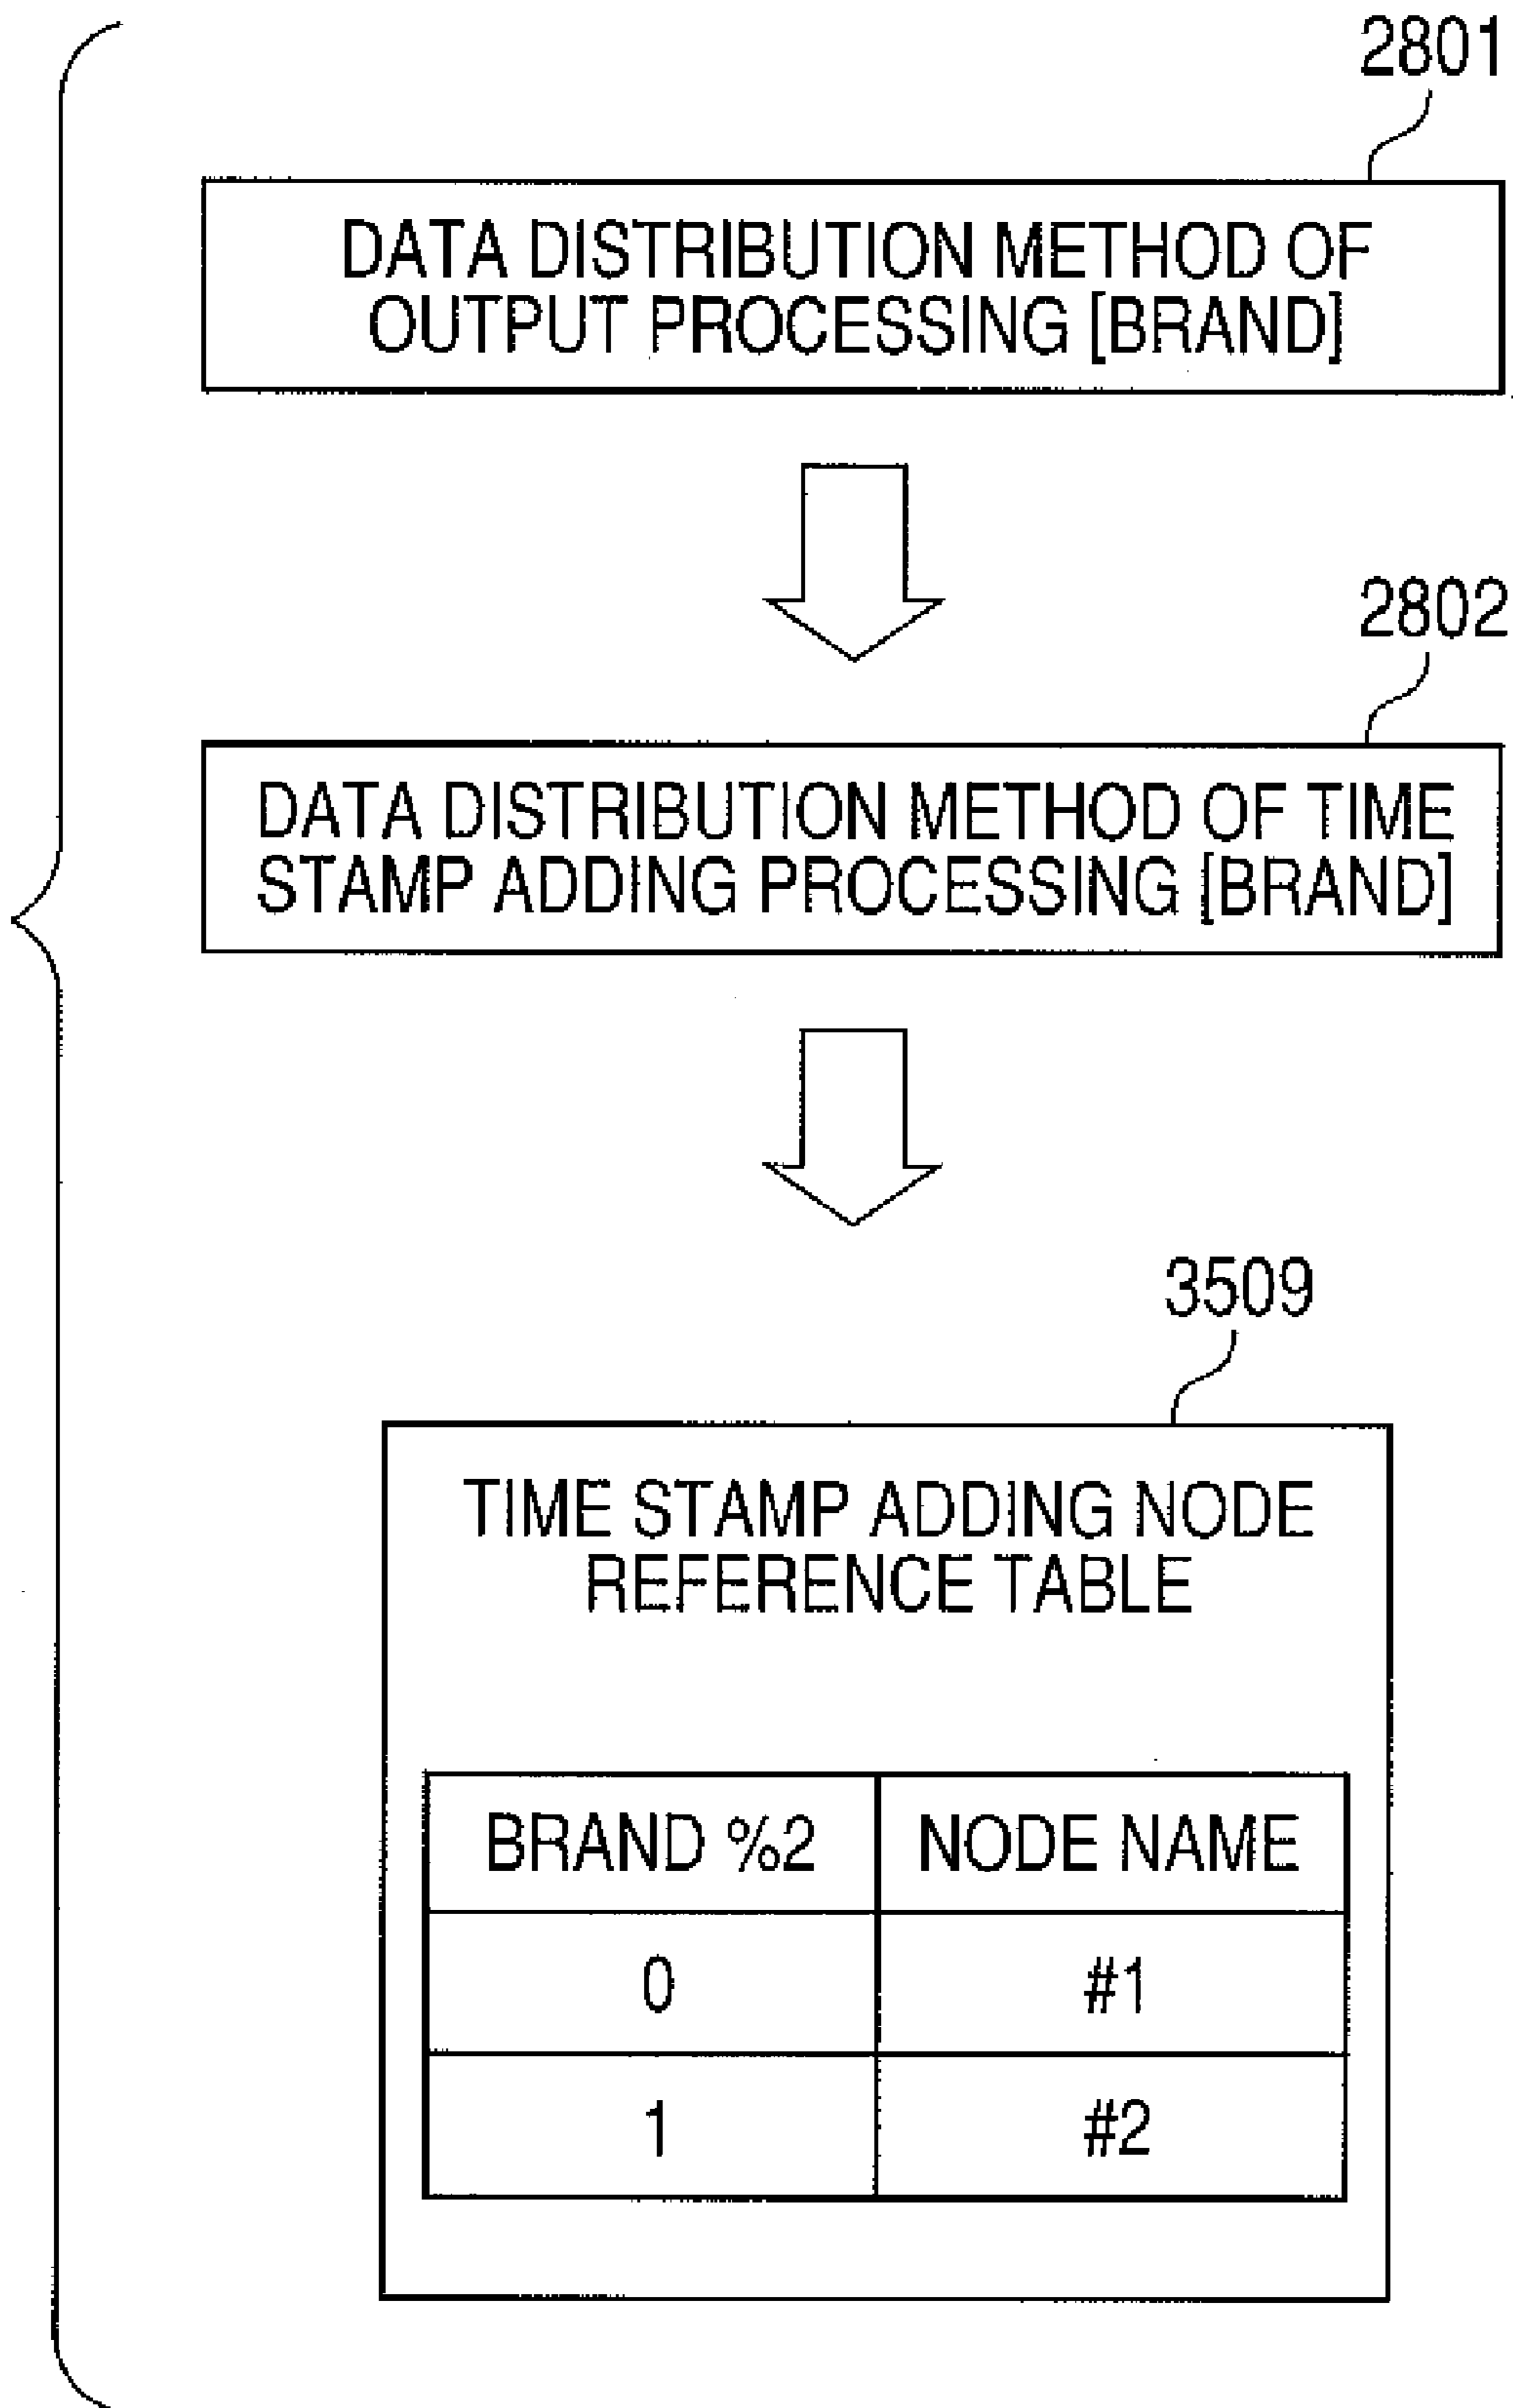 2801
DATA DISTRIBUTION METHOD OF
OUTPUT PROCESSING [BRAND]
2802
DATA DISTRIBUTION METHOD OF TIME
STAMP ADDING PROCESSING [BRAND]
3509
TIME STAMP ADDING NODE
REFERENCE TABLE
BRAND %2 NODE NAME
0 #1
1 #2